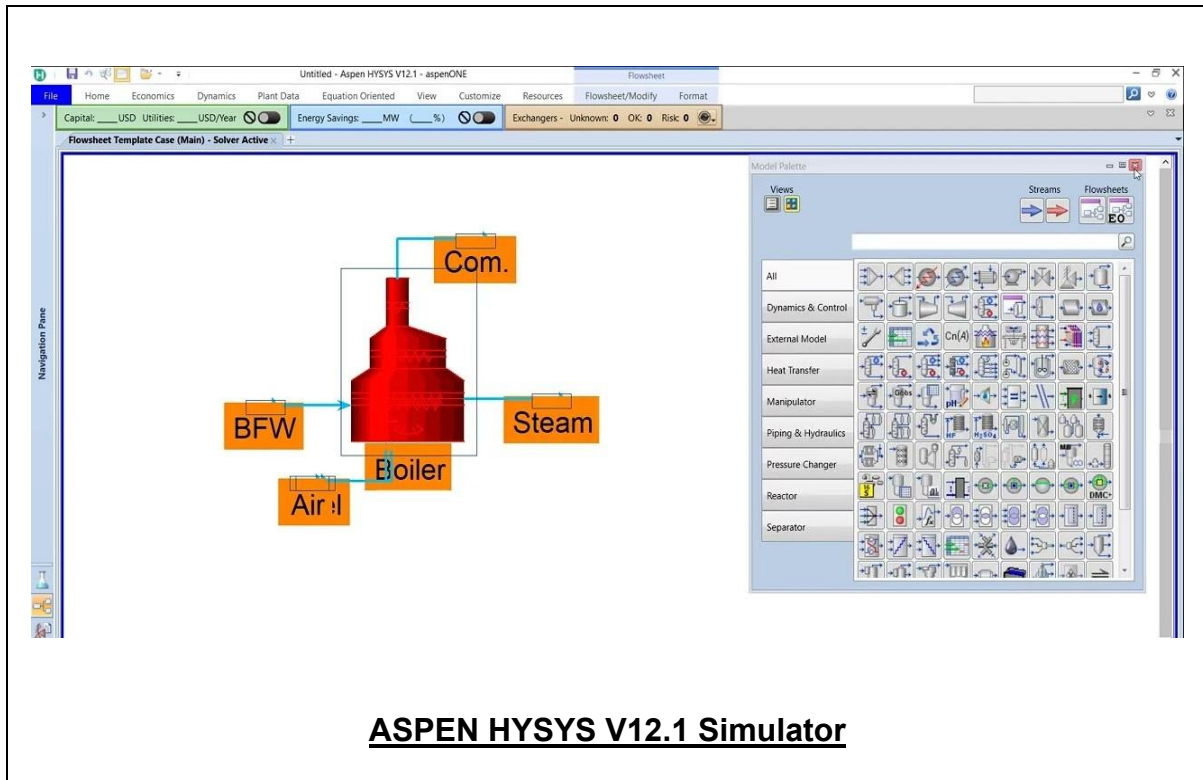 Untitled - Aspen HYSYS V12.1 - aspenONE
Flowsheet
File Home Economics Dynamics Plant Data Equation Oriented View Customize Resources Flowsheet/Modify Format
Capital: ____USD Utilities: ____USD/Year Energy Savings: ____MW (____%) Exchangers - Unknown: 0 OK: 0 Risk: 0
Flowsheet Template Case (Main) - Solver Active
Navigation Pane
Com.
BFW
Steam
Boiler
Air
Model Palette
Views
Streams
Flowsheets
EO
All
Dynamics & Control
External Model
Heat Transfer
Manipulator
Piping & Hydraulics
Pressure Changer
Reactor
Separator
Cn(A)
Gibbs
pH
HF
H₂SO₄
DMC+
ASPEN HYSYS V12.1 Simulator